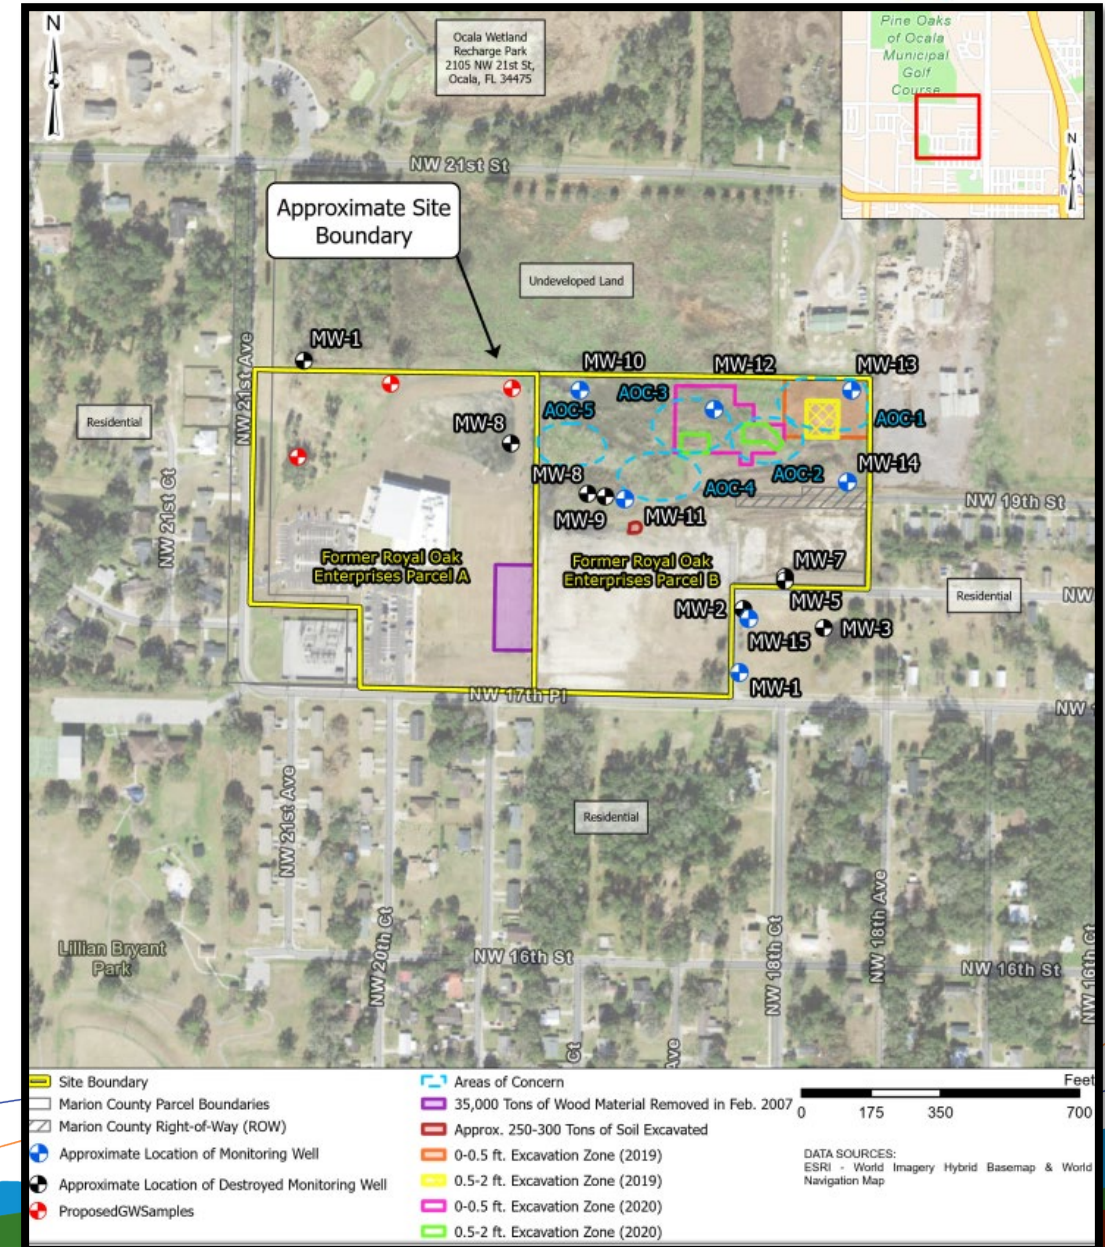 N
Ocala Wetland
Recharge Park
2105 NW 21st St,
Ocala, FL 34475
Pine Oaks
of Ocala
Municipal
Golf
Course
N
NW 21st St
Approximate Site
Boundary
Undeveloped Land
MW-1
MW-10
MW-12
MW-13
NW 21st Ave
AOC-3
AOC-5
AOC-1
Residential
MW-8
MW-8
MW-14
AOC-2
AOC-4
NW 21st Ct
NW 19th St
MW-9
MW-11
Former Royal Oak
Enterprises Parcel A
Former Royal Oak
Enterprises Parcel B
MW-7
Residential
NW
MW-5
MW-2
MW-3
MW-15
MW-1
NW 17th Pl
NW 1
NW 21st Ave
Residential
NW 20th Ct
NW 18th Ct
NW 18th Ave
NW 16th Ct
Lillian Bryant
Park
NW 16th St
NW 16th St
Ct
Ave
Site Boundary
Marion County Parcel Boundaries
Marion County Right-of-Way (ROW)
Approximate Location of Monitoring Well
Approximate Location of Destroyed Monitoring Well
ProposedGWSamples
Areas of Concern
35,000 Tons of Wood Material Removed in Feb. 2007
Approx. 250-300 Tons of Soil Excavated
0-0.5 ft. Excavation Zone (2019)
0.5-2 ft. Excavation Zone (2019)
0-0.5 ft. Excavation Zone (2020)
0.5-2 ft. Excavation Zone (2020)
Feet
0 175 350 700
DATA SOURCES:
ESRI - World Imagery Hybrid Basemap & World
Navigation Map